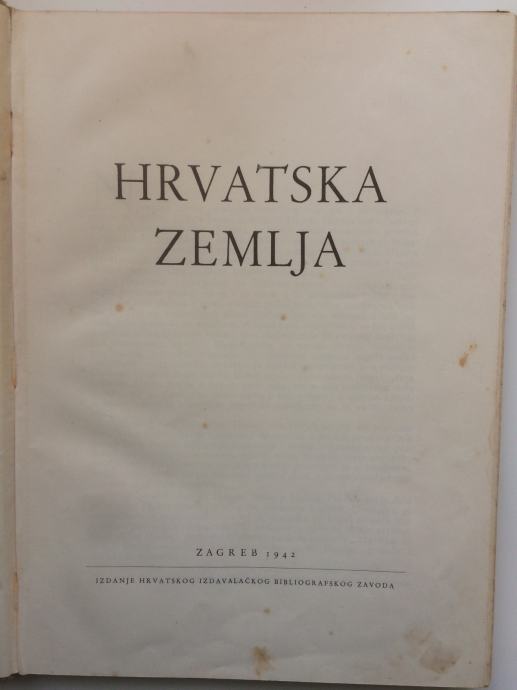 HRVATSKA
ZEMLJA
ZAGREB 1942
IZDANJE HRVATSKOG IZDAVALAČKOG BIBLIOGRAFSKOG ZAVODA